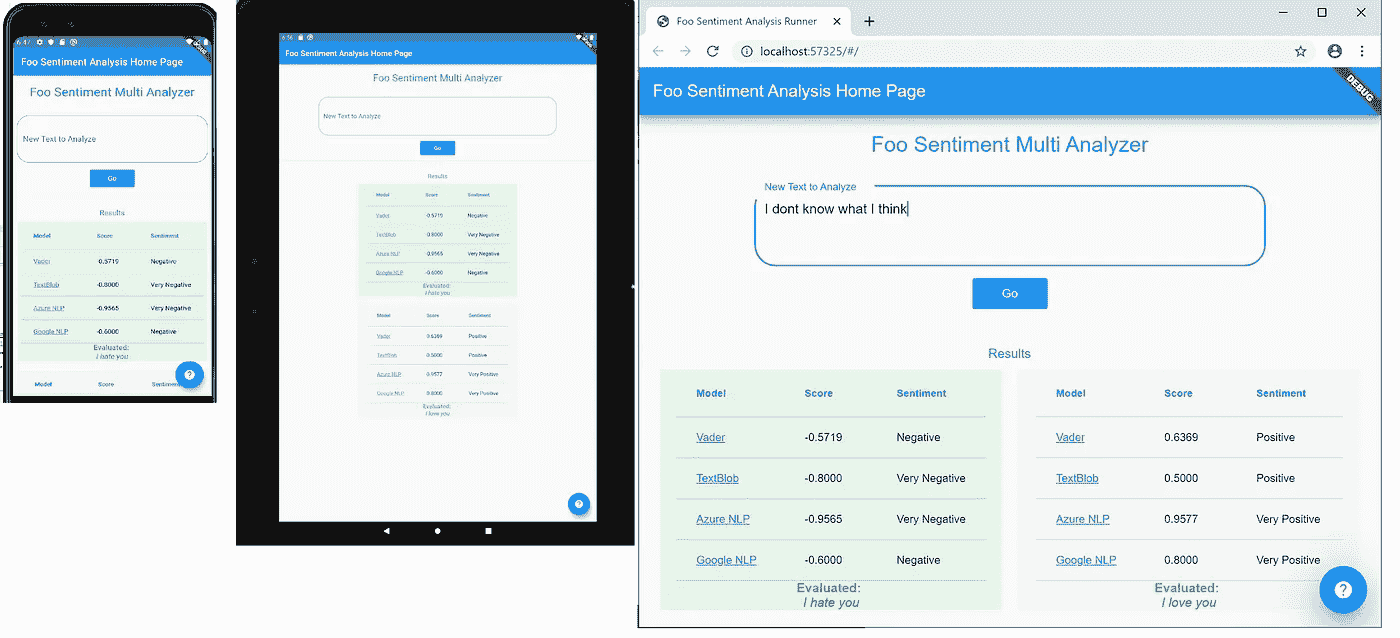 6:47
Foo Sentiment Analysis Home Page
Foo Sentiment Multi Analyzer
New Text to Analyze
Go
Results
Model Score Sentiment
Vader -0.5719 Negative
TextBlob -0.8000 Very Negative
Azure NLP -0.9565 Very Negative
Google NLP -0.6000 Negative
Evaluated:
I hate you
Model Score Sentiment
Foo Sentiment Analysis Home Page
Foo Sentiment Multi Analyzer
New Text to Analyze
Go
Results
Model Score Sentiment
Vader -0.5719 Negative
TextBlob -0.8000 Very Negative
Azure NLP -0.9565 Very Negative
Google NLP -0.6000 Negative
Evaluated:
I hate you
Model Score Sentiment
Vader 0.6369 Positive
TextBlob 0.5000 Positive
Azure NLP 0.9577 Very Positive
Google NLP 0.8000 Very Positive
Evaluated:
I love you
Foo Sentiment Analysis Runner
localhost:57325/#/
Foo Sentiment Analysis Home Page
DEBUG
Foo Sentiment Multi Analyzer
New Text to Analyze
I dont know what I think
Go
Results
Model Score Sentiment
Vader -0.5719 Negative
TextBlob -0.8000 Very Negative
Azure NLP -0.9565 Very Negative
Google NLP -0.6000 Negative
Evaluated:
I hate you
Model Score Sentiment
Vader 0.6369 Positive
TextBlob 0.5000 Positive
Azure NLP 0.9577 Very Positive
Google NLP 0.8000 Very Positive
Evaluated:
I love you